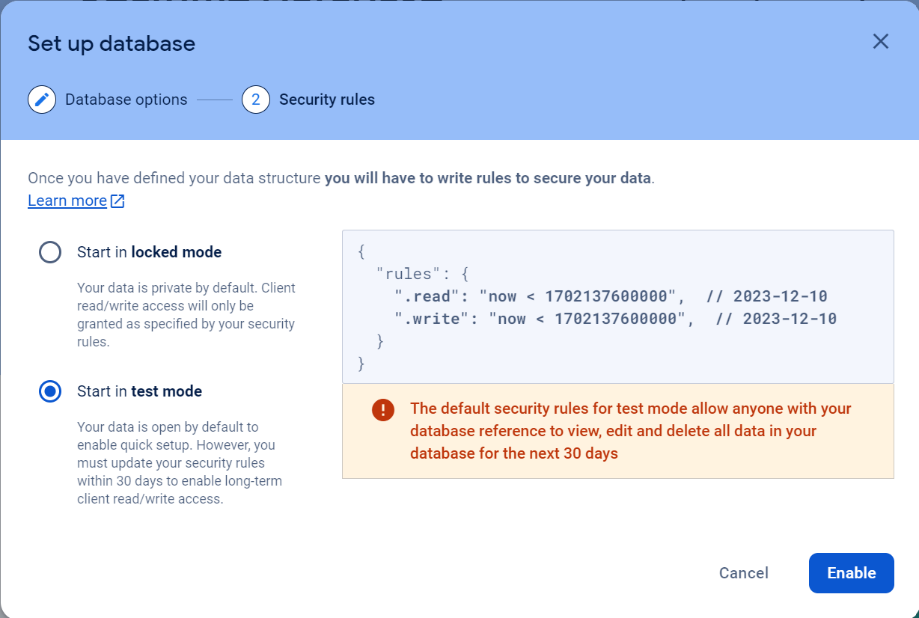 Set up database
Database options
2
Security rules
Once you have defined your data structure you will have to write rules to secure your data.
Learn more
Start in locked mode
Your data is private by default. Client
read/write access will only be
granted as specified by your security
rules.
Start in test mode
Your data is open by default to
enable quick setup. However, you
must update your security rules
within 30 days to enable long-term
client read/write access.
{
"rules": {
".read": "now < 1702137600000",  // 2023-12-10
".write": "now < 1702137600000",  // 2023-12-10
}
}
The default security rules for test mode allow anyone with your
database reference to view, edit and delete all data in your
database for the next 30 days
Cancel
Enable